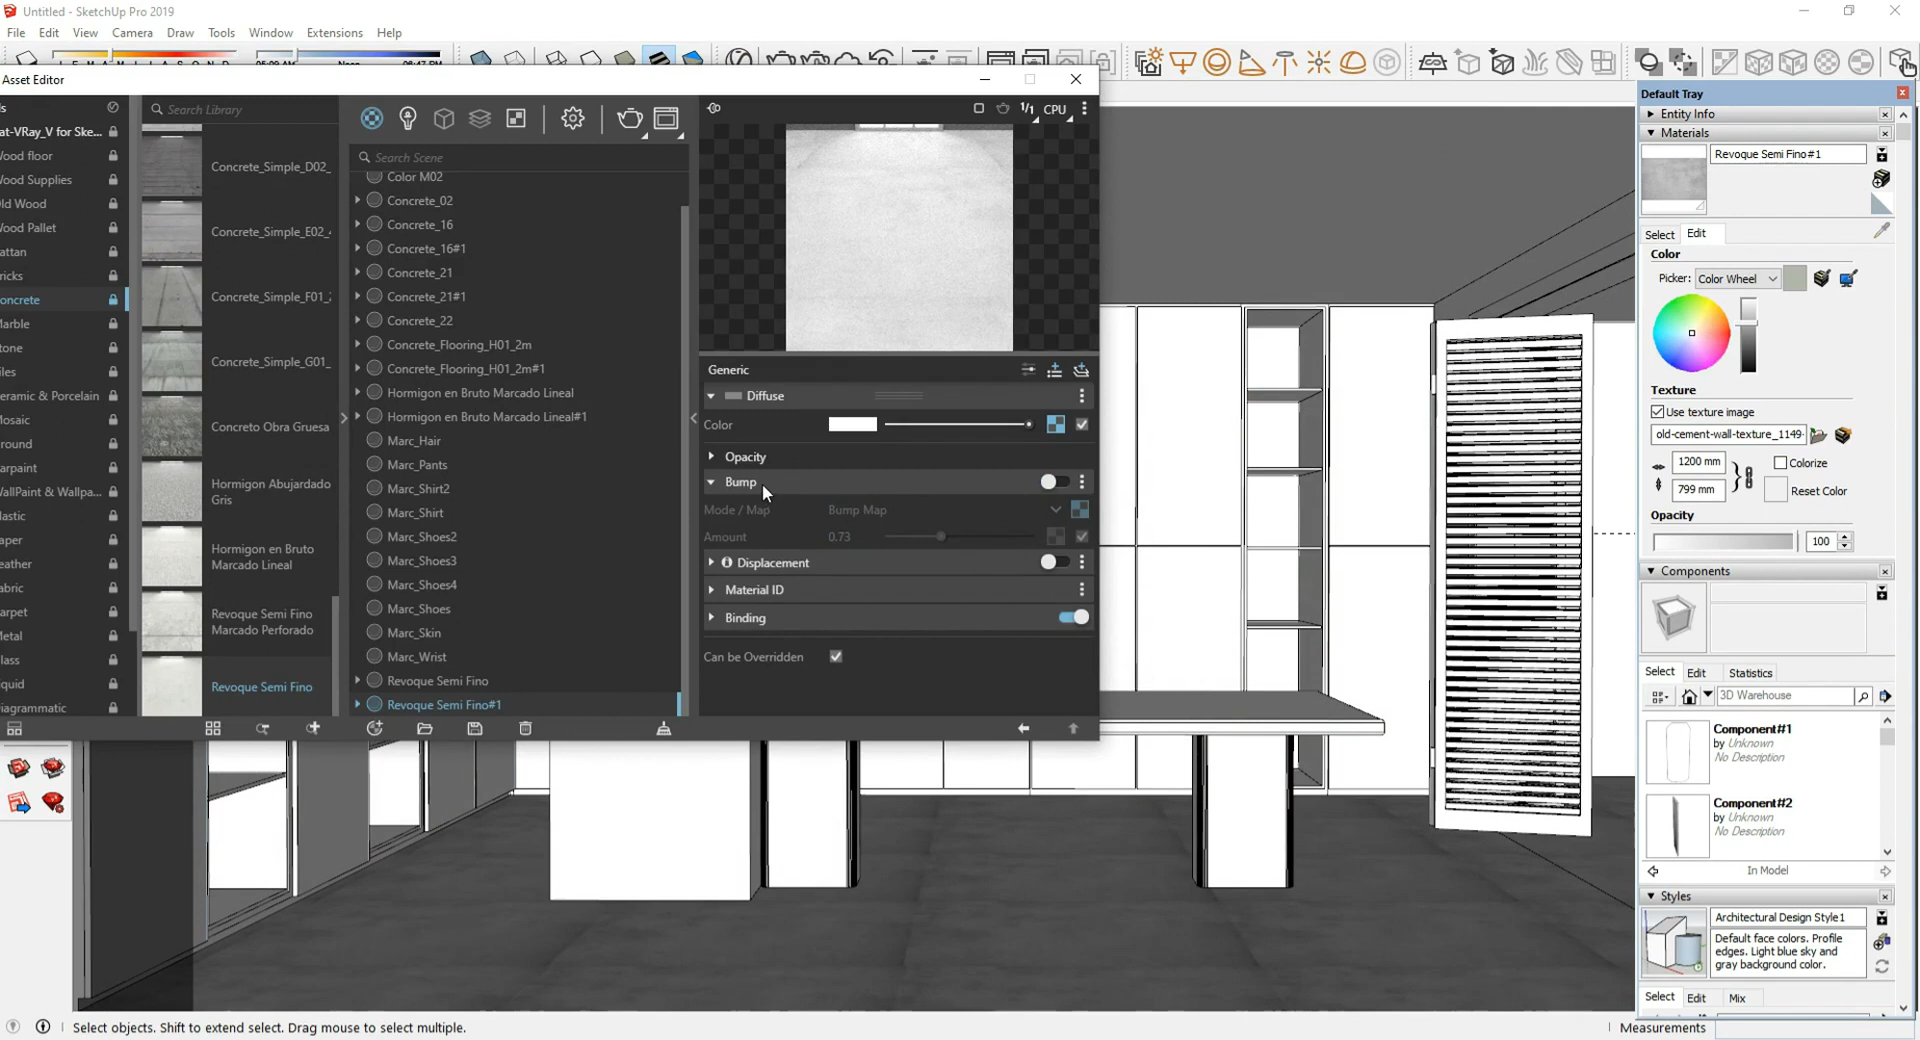 Untitled - SketchUp Pro 2019
File Edit View Camera Draw Tools Window Extensions Help
Asset Editor
at-VRay_V for Ske...
Wood floor
Wood Supplies
Old Wood
Wood Pallet
attan
ricks
oncrete
arble
tone
iles
eramic & Porcelain
osaic
round
arpaint
WallPaint & Wallpa...
lastic
aper
eather
abric
arpet
etal
lass
iquid
iagrammatic
Search Library
Concrete_Simple_D02_
Concrete_Simple_E02_
Concrete_Simple_F01_
Concrete_Simple_G01_
Concreto Obra Gruesa
Hormigon Abujardado
Gris
Hormigon en Bruto
Marcado Lineal
Revoque Semi Fino
Marcado Perforado
Revoque Semi Fino
Search Scene
Color M02
Concrete_02
Concrete_16
Concrete_16#1
Concrete_21
Concrete_21#1
Concrete_22
Concrete_Flooring_H01_2m
Concrete_Flooring_H01_2m#1
Hormigon en Bruto Marcado Lineal
Hormigon en Bruto Marcado Lineal#1
Marc_Hair
Marc_Pants
Marc_Shirt2
Marc_Shirt
Marc_Shoes2
Marc_Shoes3
Marc_Shoes4
Marc_Shoes
Marc_Skin
Marc_Wrist
Revoque Semi Fino
Revoque Semi Fino#1
1/1 CPU
Generic
Diffuse
Color
Opacity
Bump
Mode / Map Bump Map
Amount 0.73
Displacement
Material ID
Binding
Can be Overridden
Default Tray
Entity Info
Materials
Revoque Semi Fino#1
Select Edit
Color
Picker: Color Wheel
Texture
Use texture image
old-cement-wall-texture_1149-
1200 mm Colorize
799 mm Reset Color
Opacity
100
Components
Select Edit Statistics
3D Warehouse
Component#1
by Unknown
No Description
Component#2
by Unknown
No Description
In Model
Styles
Architectural Design Style1
Default face colors. Profile
edges. Light blue sky and
gray background color.
Select Edit Mix
Select objects. Shift to extend select. Drag mouse to select multiple.
Measurements